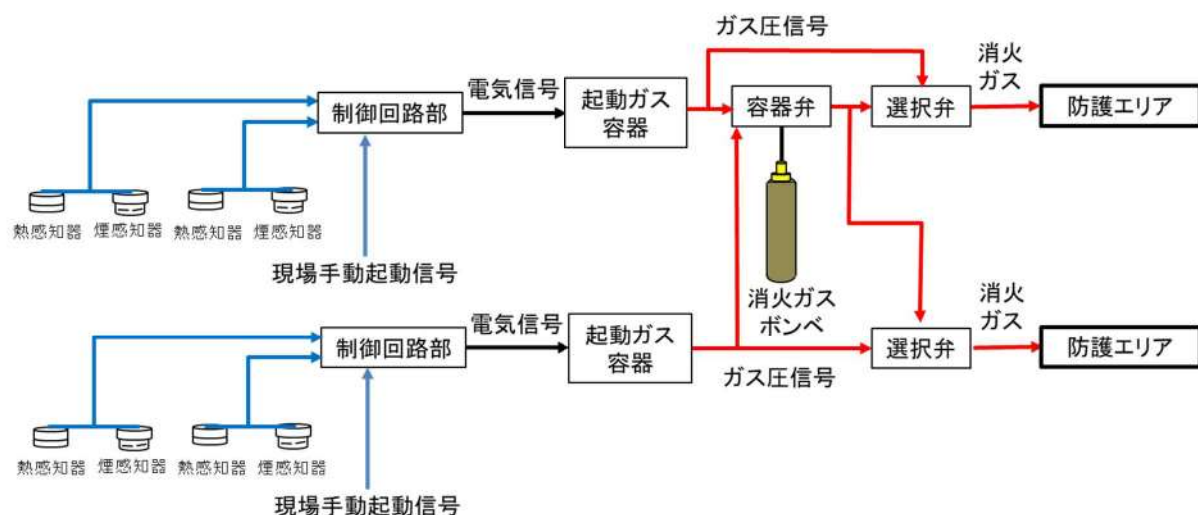 ガス圧信号
消火
ガス
電気信号
起動ガス
容器
制御回路部
容器弁
選択弁
防護エリア
熱感知器
煙感知器
熱感知器
煙感知器
現場手動起動信号
消火ガス
ボンベ
消火
ガス
電気信号
起動ガス
容器
制御回路部
選択弁
防護エリア
ガス圧信号
熱感知器
煙感知器
熱感知器
煙感知器
現場手動起動信号